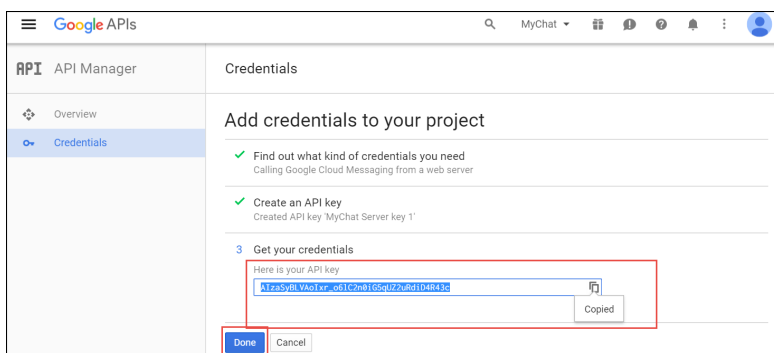 Google APIs
MyChat
API API Manager
Credentials
Overview
Credentials
Add credentials to your project
Find out what kind of credentials you need
Calling Google Cloud Messaging from a web server
Create an API key
Created API key 'MyChat Server key 1'
3 Get your credentials
Here is your API key
AIzaSyBLVAoIxr_o6lC2n0iG5qUZ2uRdiD4R43c
Copied
Done
Cancel